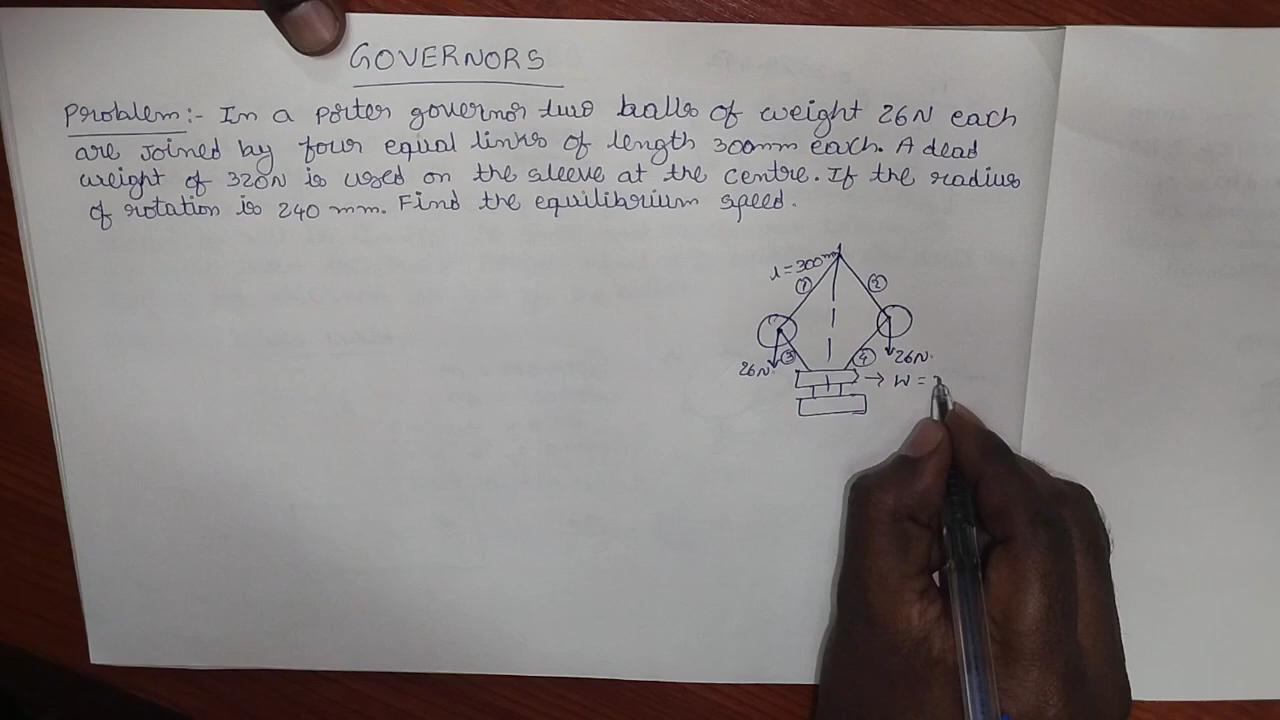 GOVERNORS
Problem:- In a porter governor two balls of weight 26N each
are joined by four equal links of length 300mm each. A dead
weight of 320N is used on the sleeve at the centre. If the radius
of rotation is 240 mm. Find the equilibrium speed.
l = 300mm
① ②
26N. ③ ④ 26N.
→ W =